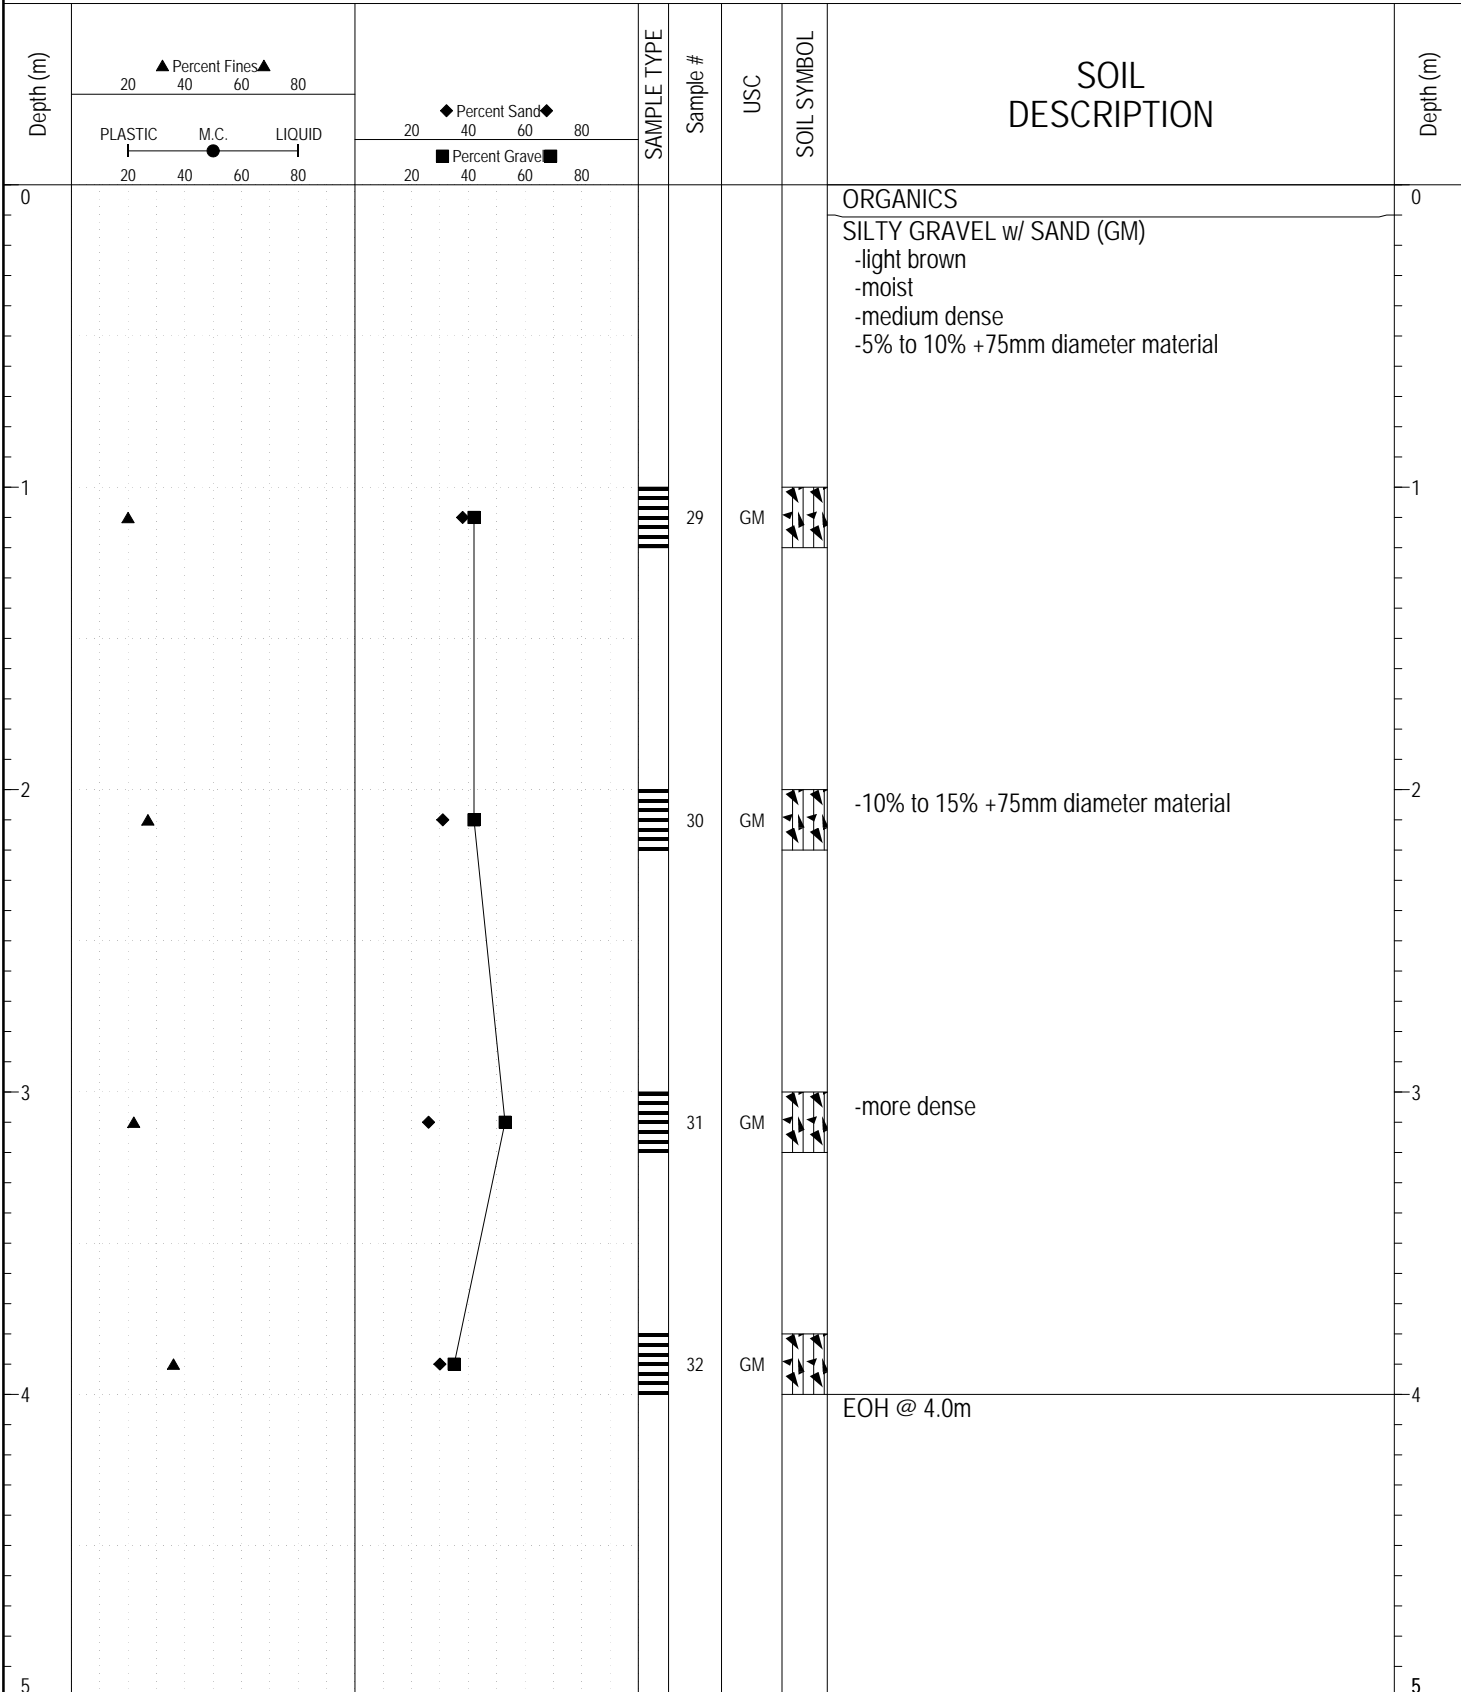 Depth (m)
▲ Percent Fines▲
20 40 60 80
PLASTIC M.C. LIQUID
20 40 60 80
◆ Percent Sand◆
20 40 60 80
■ Percent Gravel■
20 40 60 80
SAMPLE TYPE
Sample #
USC
SOIL SYMBOL
SOIL
DESCRIPTION
Depth (m)
0 ORGANICS 0
SILTY GRAVEL w/ SAND (GM)
-light brown
-moist
-medium dense
-5% to 10% +75mm diameter material
1 1
29 GM
2 -10% to 15% +75mm diameter material 2
30 GM
3 -more dense 3
31 GM
32 GM
4 4
EOH @ 4.0m
5 5